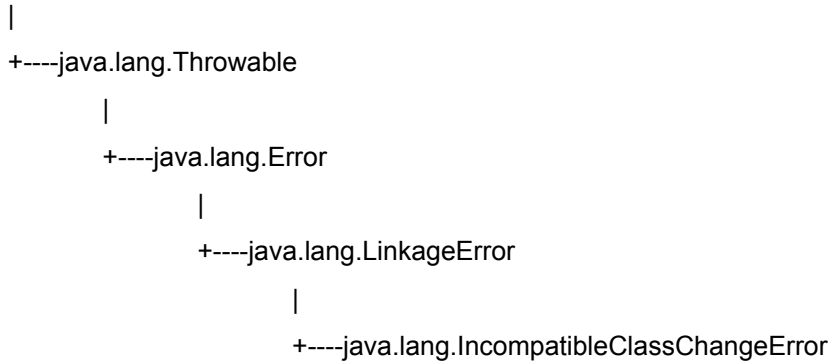 |
+----java.lang.Throwable
|
+----java.lang.Error
|
+----java.lang.LinkageError
|
+----java.lang.IncompatibleClassChangeError